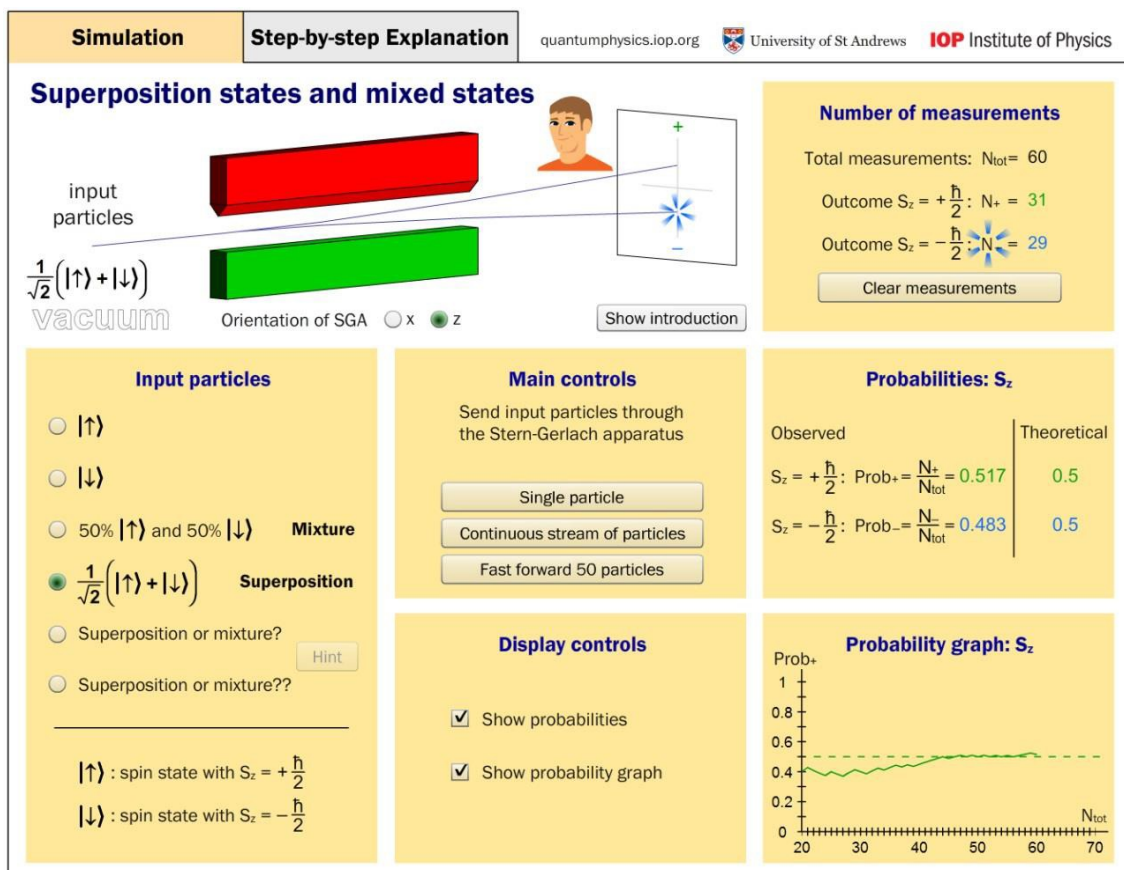 Simulation
Step-by-step Explanation
quantumphysics.iop.org
University of St Andrews
IOP Institute of Physics
Superposition states and mixed states
input
particles
+
−
1/√2 (|↑⟩ + |↓⟩)
vacuum
Orientation of SGA x z
Show introduction
Number of measurements
Total measurements: Ntot= 60
Outcome Sz = +ħ/2: N+ = 31
Outcome Sz = −ħ/2: N− = 29
Clear measurements
Input particles
|↑⟩
|↓⟩
50% |↑⟩ and 50% |↓⟩ Mixture
1/√2 (|↑⟩ + |↓⟩) Superposition
Superposition or mixture?
Hint
Superposition or mixture??
|↑⟩ : spin state with Sz = +ħ/2
|↓⟩ : spin state with Sz = −ħ/2
Main controls
Send input particles through
the Stern-Gerlach apparatus
Single particle
Continuous stream of particles
Fast forward 50 particles
Display controls
Show probabilities
Show probability graph
Probabilities: Sz
Observed Theoretical
Sz = +ħ/2: Prob+= N+/Ntot = 0.517 0.5
Sz = −ħ/2: Prob−= N−/Ntot = 0.483 0.5
Probability graph: Sz
Prob+
1
0.8
0.6
0.4
0.2
0
Ntot
20 30 40 50 60 70